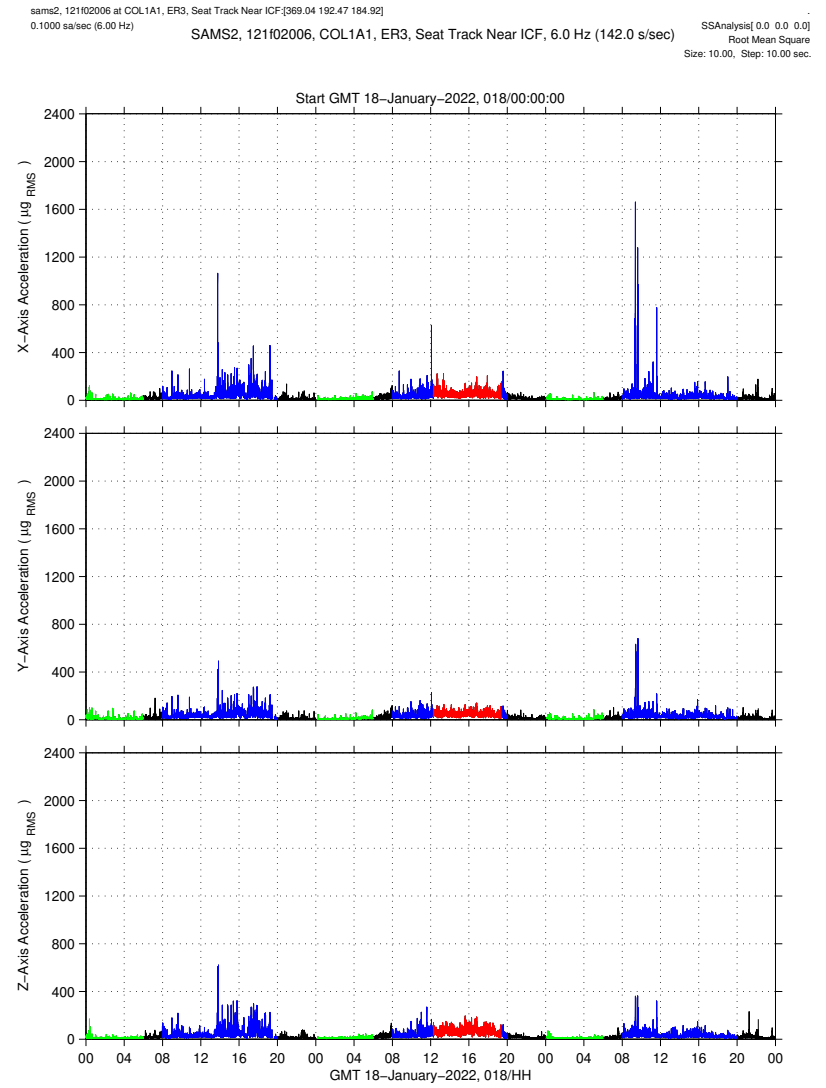 sams2, 121f02006 at COL1A1, ER3, Seat Track Near ICF:[369.04 192.47 184.92]
0.1000 sa/sec (6.00 Hz)
SAMS2, 121f02006, COL1A1, ER3, Seat Track Near ICF, 6.0 Hz (142.0 s/sec)
.
SSAnalysis[ 0.0 0.0 0.0]
Root Mean Square
Size: 10.00, Step: 10.00 sec.
Start GMT 18−January−2022, 018/00:00:00
2400
2000
1600
1200
800
400
0
X−Axis Acceleration ( µg RMS )
2400
2000
1600
1200
800
400
0
Y−Axis Acceleration ( µg RMS )
2400
2000
1600
1200
800
400
0
Z−Axis Acceleration ( µg RMS )
00 04 08 12 16 20 00 04 08 12 16 20 00 04 08 12 16 20 00
GMT 18−January−2022, 018/HH